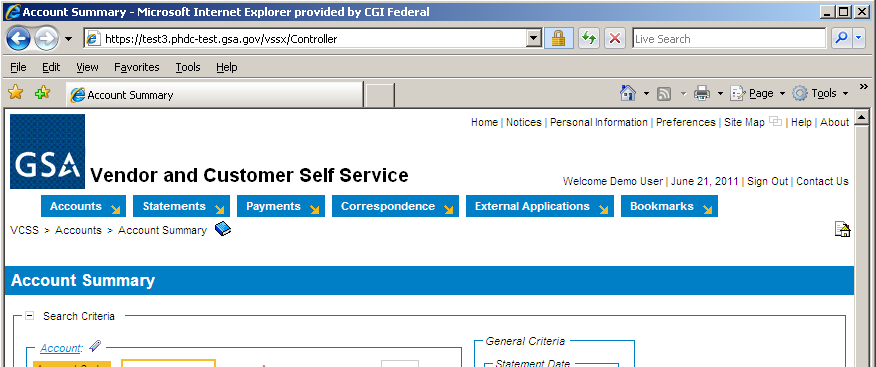 Account Summary - Microsoft Internet Explorer provided by CGI Federal
https://test3.phdc-test.gsa.gov/vssx/Controller
Live Search
File Edit View Favorites Tools Help
Account Summary
Page Tools
Home | Notices | Personal Information | Preferences | Site Map | Help | About
GSA
Vendor and Customer Self Service
Welcome Demo User | June 21, 2011 | Sign Out | Contact Us
Accounts Statements Payments Correspondence External Applications Bookmarks
VCSS > Accounts > Account Summary
Account Summary
Search Criteria
Account:
General Criteria
Statement Date